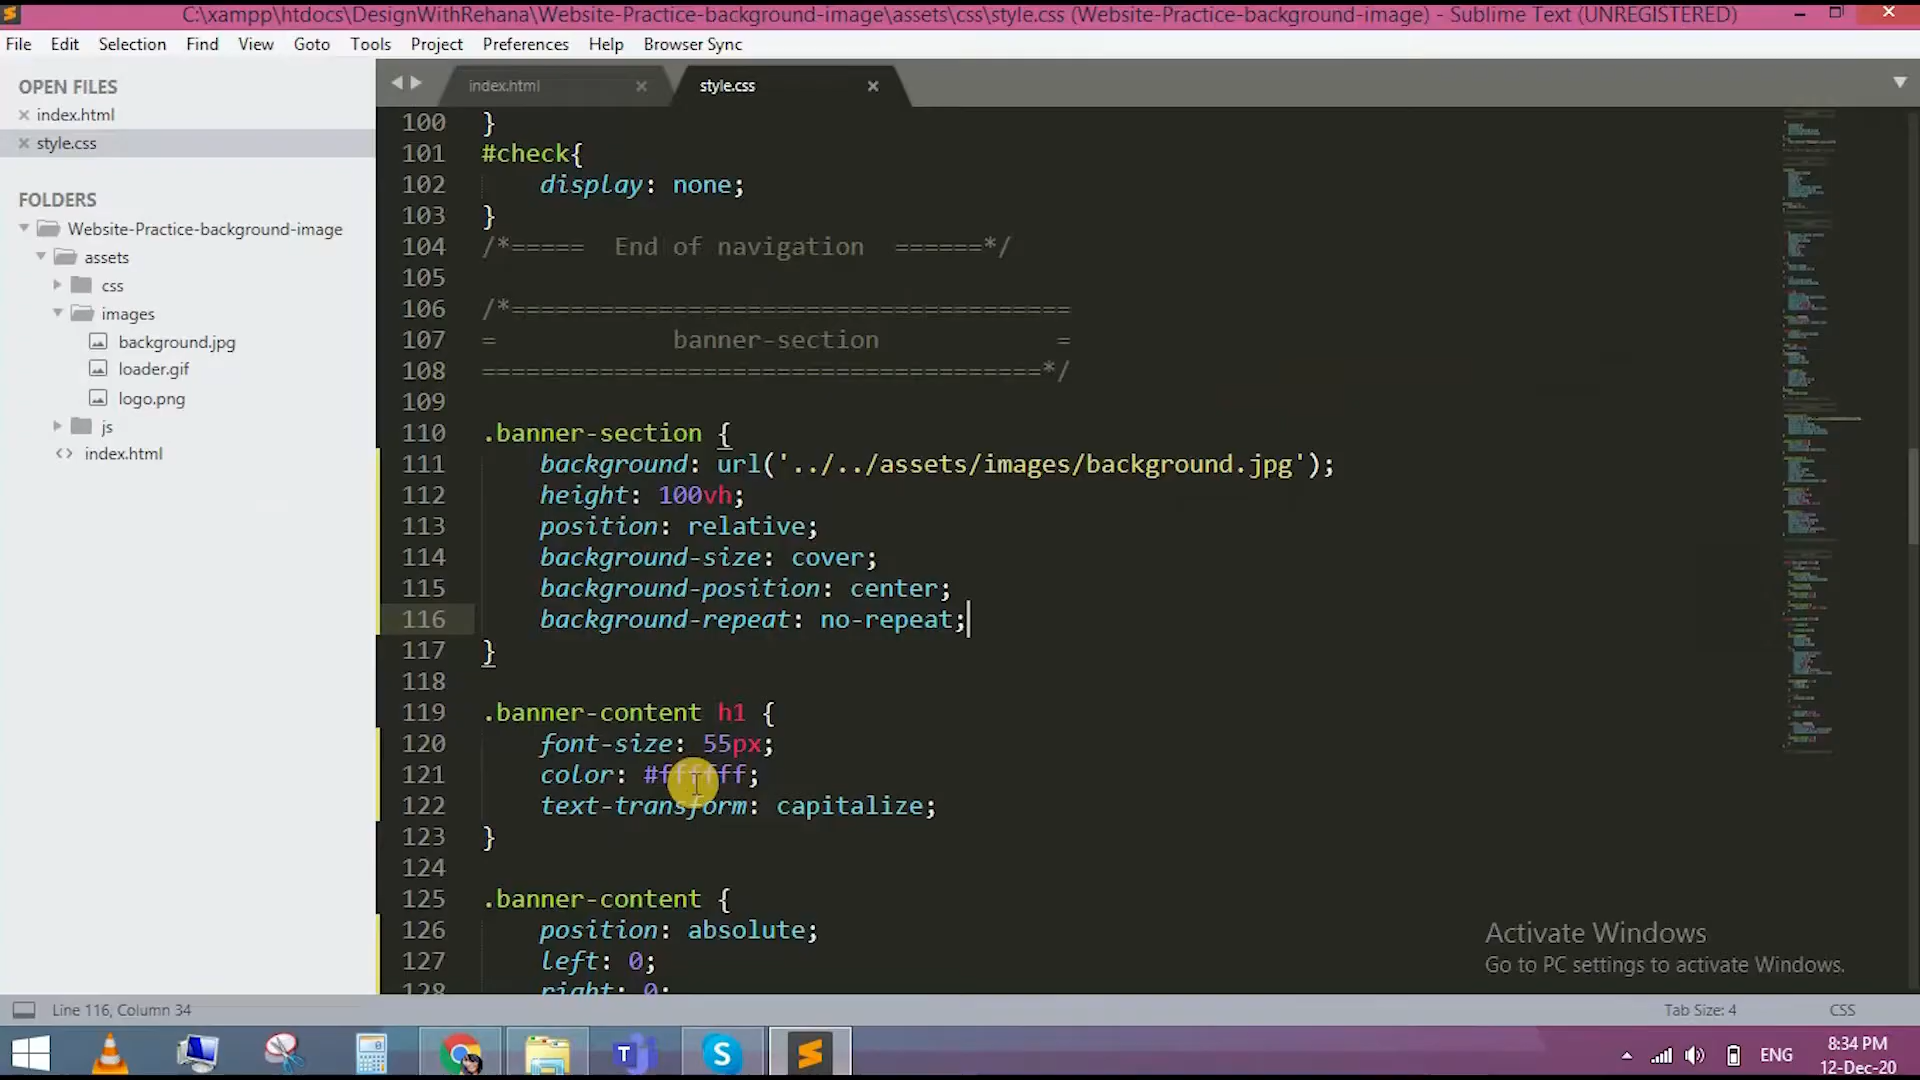 C:\xampp\htdocs\DesignWithRehana\Website-Practice-background-image\assets\css\style.css (Website-Practice-background-image) - Sublime Text (UNREGISTERED)
File Edit Selection Find View Goto Tools Project Preferences Help Browser Sync
OPEN FILES
index.html
style.css
FOLDERS
Website-Practice-background-image
assets
css
images
background.jpg
loader.gif
logo.png
js
index.html
index.html style.css
100 }
101 #check{
102 display: none;
103 }
104 /*===== End of navigation ======*/
105
106 /*======================================
107 = banner-section =
108 ======================================*/
109
110 .banner-section {
111 background: url('../../assets/images/background.jpg');
112 height: 100vh;
113 position: relative;
114 background-size: cover;
115 background-position: center;
116 background-repeat: no-repeat;
117 }
118
119 .banner-content h1 {
120 font-size: 55px;
121 color: #ffffff;
122 text-transform: capitalize;
123 }
124
125 .banner-content {
126 position: absolute;
127 left: 0;
128 right: 0;
Activate Windows
Go to PC settings to activate Windows.
Line 116, Column 34
Tab Size: 4
CSS
ENG
8:34 PM
12-Dec-20